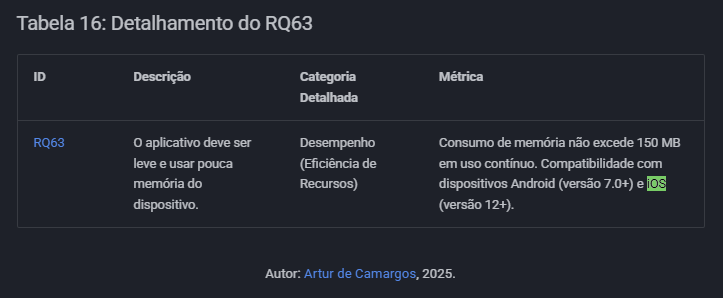 Tabela 16: Detalhamento do RQ63
ID Descrição Categoria Detalhada Métrica
RQ63 O aplicativo deve ser leve e usar pouca memória do dispositivo. Desempenho (Eficiência de Recursos) Consumo de memória não excede 150 MB em uso contínuo. Compatibilidade com dispositivos Android (versão 7.0+) e iOS (versão 12+).
Autor: Artur de Camargos, 2025.